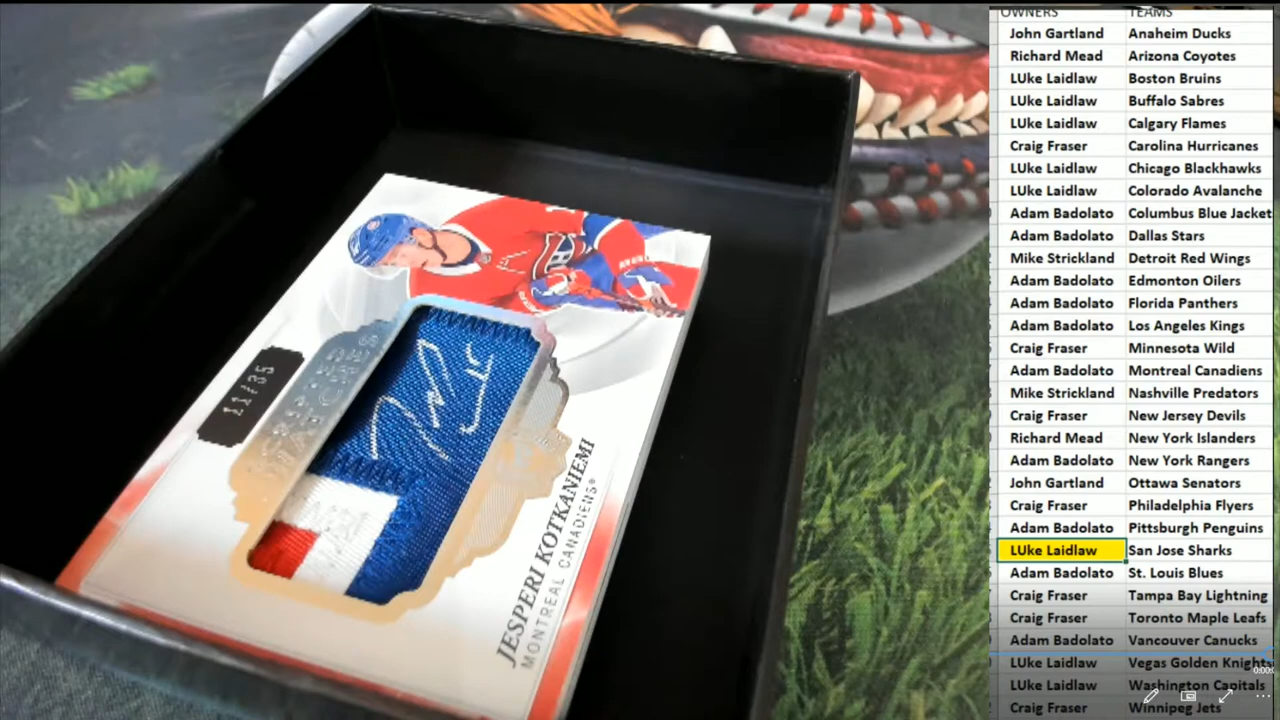 OWNERS TEAMS
John Gartland Anaheim Ducks
Richard Mead Arizona Coyotes
LUke Laidlaw Boston Bruins
LUke Laidlaw Buffalo Sabres
LUke Laidlaw Calgary Flames
Craig Fraser Carolina Hurricanes
LUke Laidlaw Chicago Blackhawks
LUke Laidlaw Colorado Avalanche
Adam Badolato Columbus Blue Jacket
Adam Badolato Dallas Stars
Mike Strickland Detroit Red Wings
Adam Badolato Edmonton Oilers
Adam Badolato Florida Panthers
Adam Badolato Los Angeles Kings
Craig Fraser Minnesota Wild
Adam Badolato Montreal Canadiens
Mike Strickland Nashville Predators
Craig Fraser New Jersey Devils
Richard Mead New York Islanders
Adam Badolato New York Rangers
John Gartland Ottawa Senators
Craig Fraser Philadelphia Flyers
Adam Badolato Pittsburgh Penguins
LUke Laidlaw San Jose Sharks
Adam Badolato St. Louis Blues
Craig Fraser Tampa Bay Lightning
Craig Fraser Toronto Maple Leafs
Adam Badolato Vancouver Canucks
LUke Laidlaw Vegas Golden Knights
LUke Laidlaw Washington Capitals
Craig Fraser Winnipeg Jets
11/35
JESPERI KOTKANIEMI
MONTREAL CANADIENS®